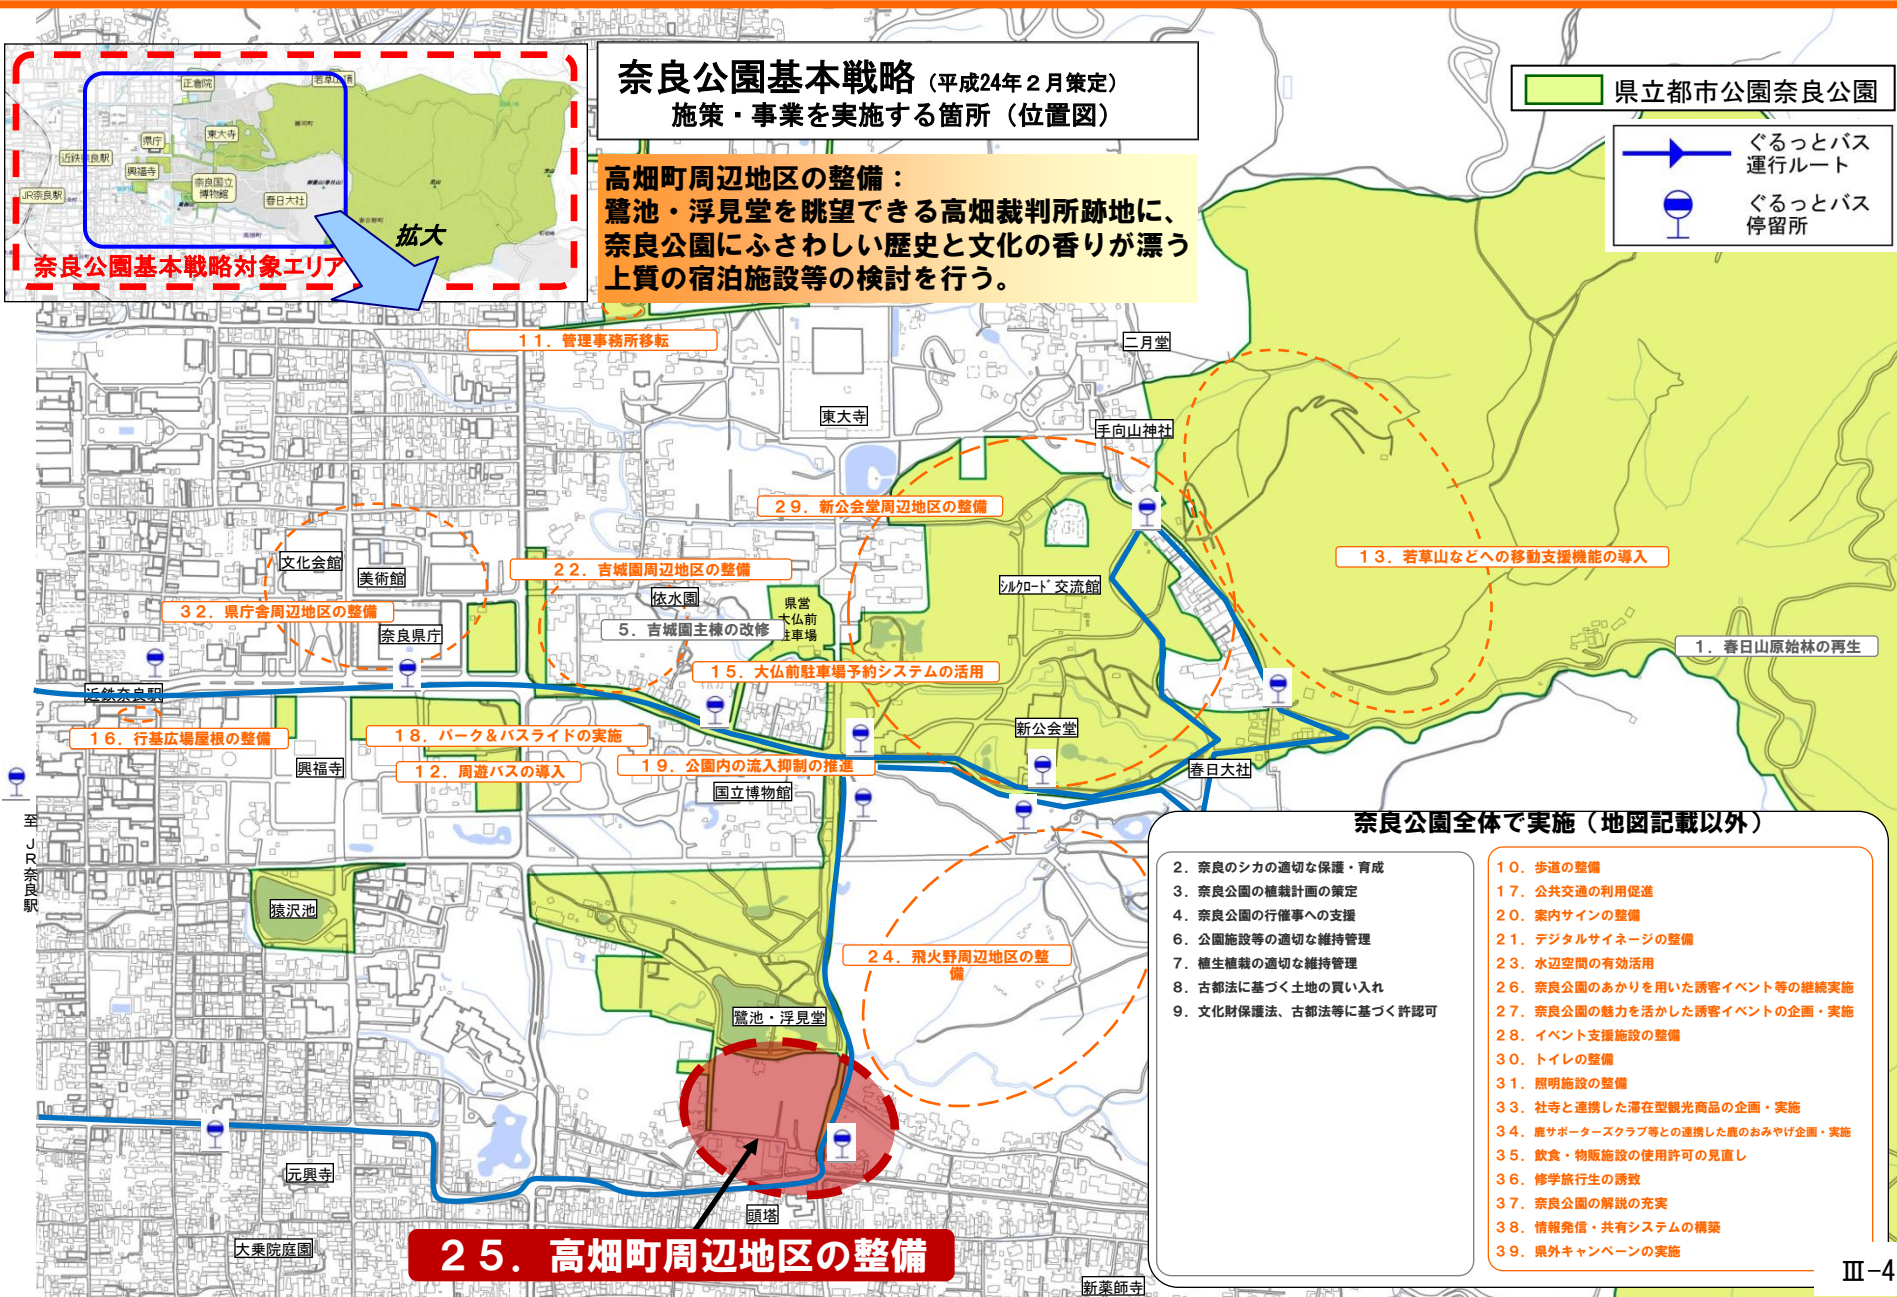 奈良公園基本戦略（平成24年２月策定）
施策・事業を実施する箇所（位置図）
高畑町周辺地区の整備：
鷺池・浮見堂を眺望できる高畑裁判所跡地に、
奈良公園にふさわしい歴史と文化の香りが漂う
上質の宿泊施設等の検討を行う。
県立都市公園奈良公園
ぐるっとバス
運行ルート
ぐるっとバス
停留所
正倉院
若草山頂
県庁
東大寺
近鉄奈良駅
興福寺
奈良国立
博物館
JR奈良駅
春日大社
拡大
奈良公園基本戦略対象エリア
１１．管理事務所移転
二月堂
東大寺
手向山神社
２９．新公会堂周辺地区の整備
１３．若草山などへの移動支援機能の導入
文化会館
美術館
２２．吉城園周辺地区の整備
ｼﾙｸﾛｰﾄﾞ交流館
依水園
県営
大仏前
駐車場
３２．県庁舎周辺地区の整備
奈良県庁
５．吉城園主棟の改修
１．春日山原始林の再生
１５．大仏前駐車場予約システムの活用
近鉄奈良駅
１６．行基広場屋根の整備
１８．パーク＆バスライドの実施
新公会堂
興福寺
１２．周遊バスの導入
１９．公園内の流入抑制の推進
春日大社
国立博物館
至ＪＲ奈良駅
猿沢池
２４．飛火野周辺地区の整
備
鷺池・浮見堂
元興寺
頭塔
大乗院庭園
２５．高畑町周辺地区の整備
新薬師寺
奈良公園全体で実施（地図記載以外）
２．奈良のシカの適切な保護・育成
３．奈良公園の植栽計画の策定
４．奈良公園の行催事への支援
６．公園施設等の適切な維持管理
７．植生植栽の適切な維持管理
８．古都法に基づく土地の買い入れ
９．文化財保護法、古都法等に基づく許認可
１０．歩道の整備
１７．公共交通の利用促進
２０．案内サインの整備
２１．デジタルサイネージの整備
２３．水辺空間の有効活用
２６．奈良公園のあかりを用いた誘客イベント等の継続実施
２７．奈良公園の魅力を活かした誘客イベントの企画・実施
２８．イベント支援施設の整備
３０．トイレの整備
３１．照明施設の整備
３３．社寺と連携した滞在型観光商品の企画・実施
３４．鹿サポーターズクラブ等との連携した鹿のおみやげ企画・実施
３５．飲食・物販施設の使用許可の見直し
３６．修学旅行生の誘致
３７．奈良公園の解説の充実
３８．情報発信・共有システムの構築
３９．県外キャンペーンの実施
Ⅲ-4